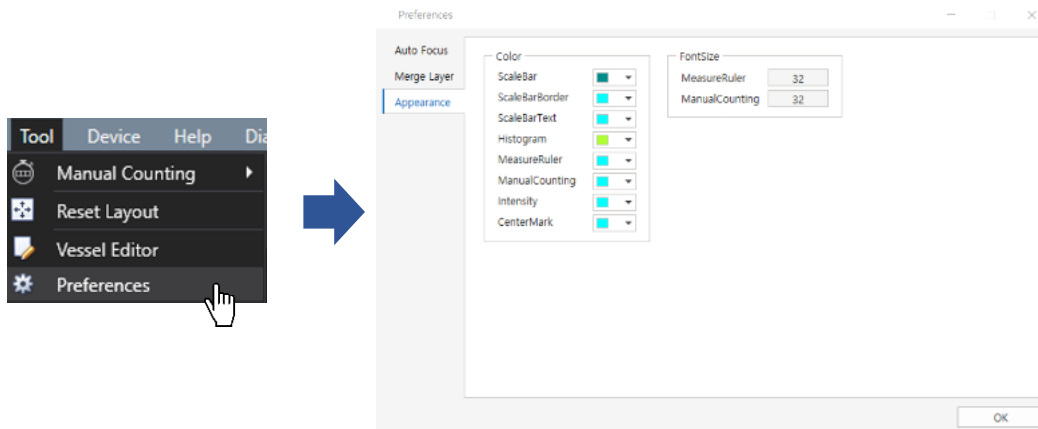 Tool Device Help Dia
Manual Counting
Reset Layout
Vessel Editor
Preferences
Preferences
Auto Focus
Merge Layer
Appearance
Color
ScaleBar
ScaleBarBorder
ScaleBarText
Histogram
MeasureRuler
ManualCounting
Intensity
CenterMark
FontSize
MeasureRuler 32
ManualCounting 32
OK